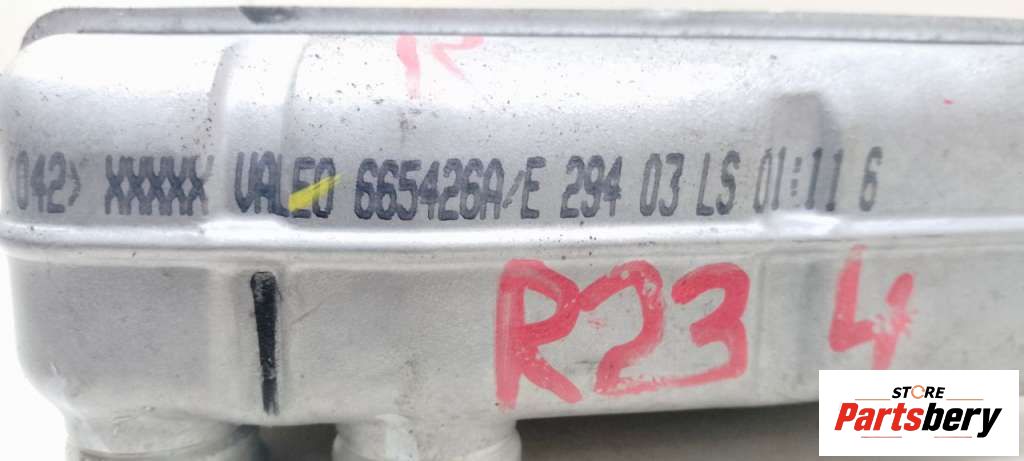 R
042> XXXXX VALEO 665426A/E 294 03 LS 01:11 6
R23 4
STORE
Partsbery